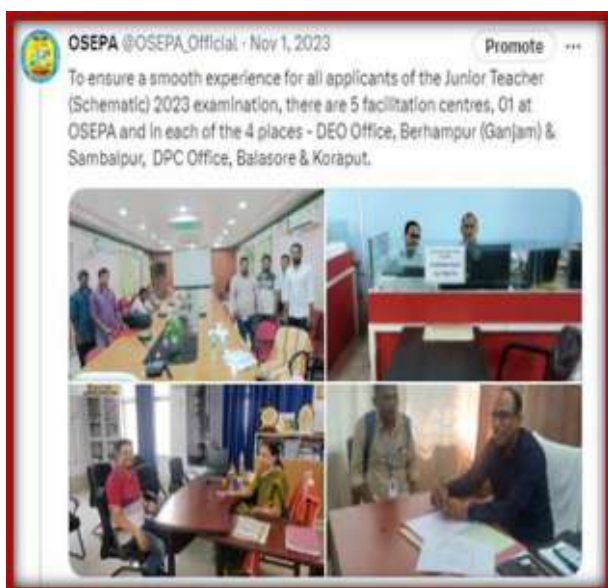 OSEPA @OSEPA_Official · Nov 1, 2023
Promote ...
To ensure a smooth experience for all applicants of the Junior Teacher
(Schematic) 2023 examination, there are 5 facilitation centres, 01 at
OSEPA and in each of the 4 places - DEO Office, Berhampur (Ganjam) &
Sambalpur, DPC Office, Balasore & Koraput.